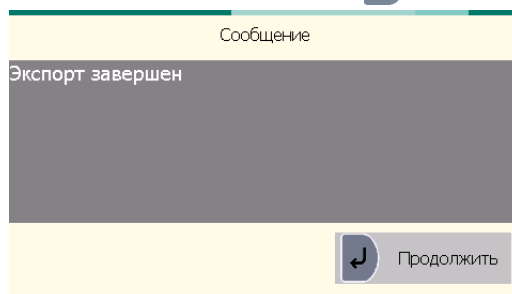 Сообщение
Экспорт завершен
Продолжить